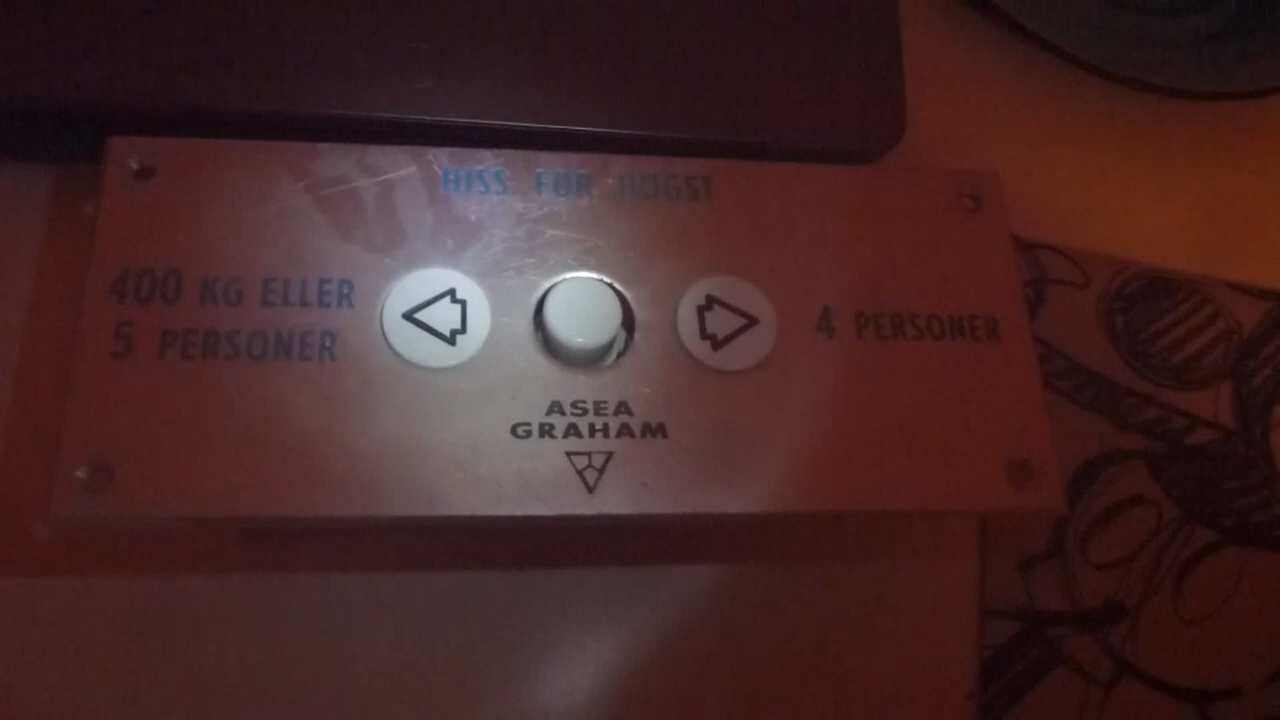 HISS FÖR HÖGST
400 KG ELLER
5 PERSONER
4 PERSONER
ASEA
GRAHAM